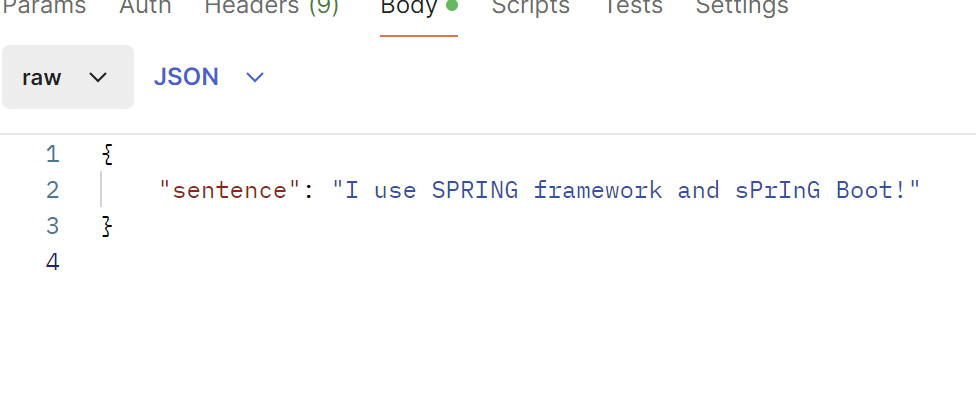 Params Auth Headers (9) Body Scripts Tests Settings
raw JSON
1 {
2 "sentence": "I use SPRING framework and sPrInG Boot!"
3 }
4